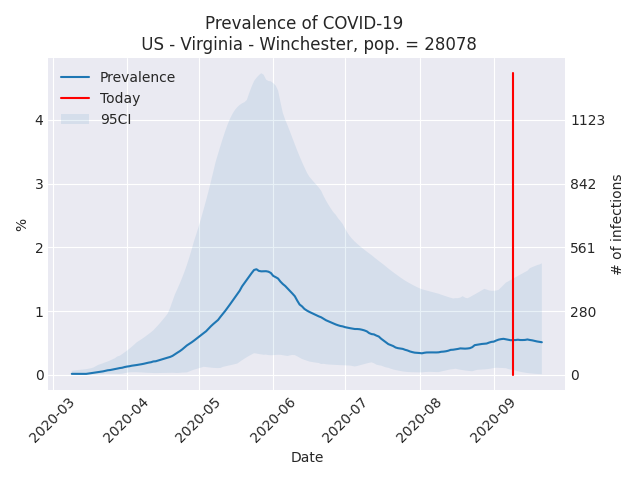 Prevalence of COVID-19
US - Virginia - Winchester, pop. = 28078
Prevalence
Today
95CI
4
3
2
1
0
%
1123
842
561
280
0
# of infections
2020-03
2020-04
2020-05
2020-06
2020-07
2020-08
2020-09
Date